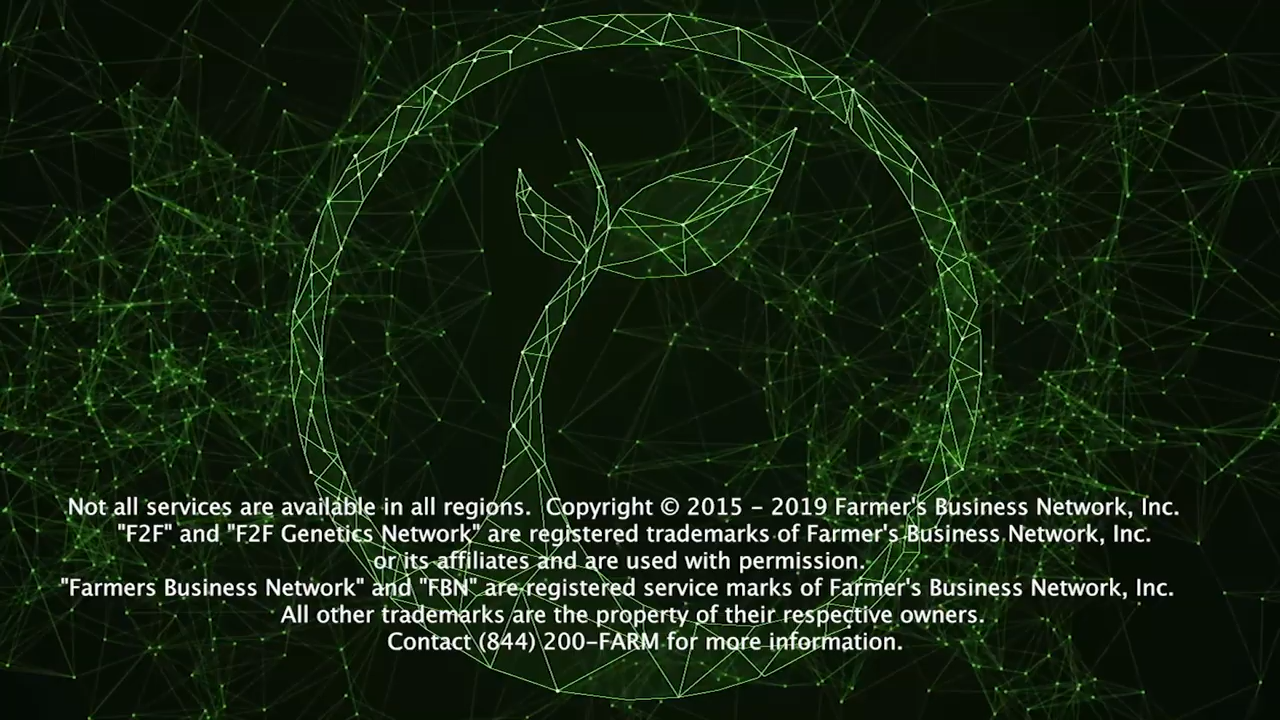 Not all services are available in all regions.  Copyright © 2015 – 2019 Farmer's Business Network, Inc.
"F2F" and "F2F Genetics Network" are registered trademarks of Farmer's Business Network, Inc.
or its affiliates and are used with permission.
"Farmers Business Network" and "FBN" are registered service marks of Farmer's Business Network, Inc.
All other trademarks are the property of their respective owners.
Contact (844) 200–FARM for more information.